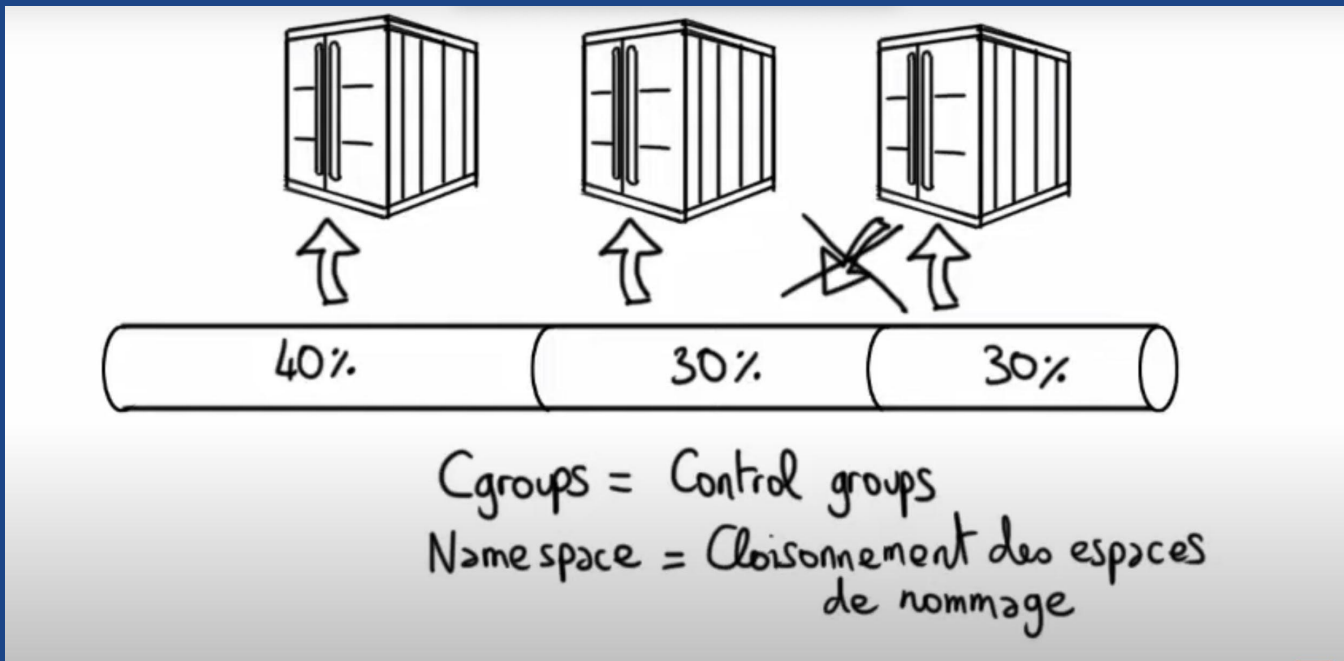 40% 30% 30%
Cgroups = Control groups
Namespace = Cloisonnement des espaces
de nommage